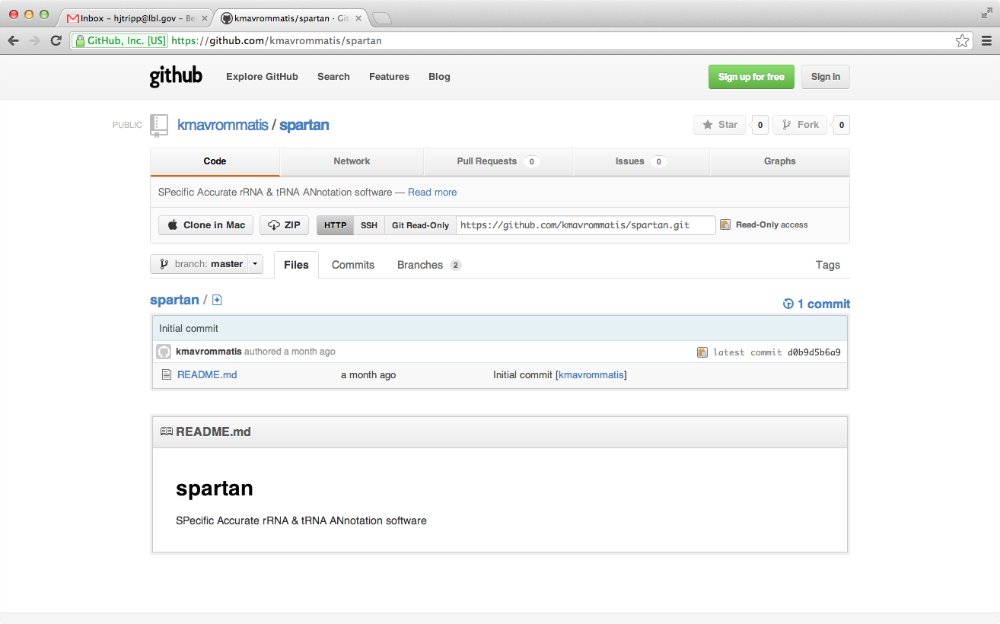 Inbox – hjtripp@lbl.gov – Be
kmavrommatis/spartan · Git
GitHub, Inc. [US] https://github.com/kmavrommatis/spartan
github Explore GitHub Search Features Blog Sign up for free Sign in
PUBLIC kmavrommatis / spartan Star 0 Fork 0
Code Network Pull Requests 0 Issues 0 Graphs
SPecific Accurate rRNA & tRNA ANnotation software — Read more
Clone in Mac ZIP HTTP SSH Git Read-Only https://github.com/kmavrommatis/spartan.git Read-Only access
branch: master Files Commits Branches 2 Tags
spartan / 1 commit
Initial commit
kmavrommatis authored a month ago latest commit d0b9d5b6a9
README.md a month ago Initial commit [kmavrommatis]
README.md
spartan
SPecific Accurate rRNA & tRNA ANnotation software